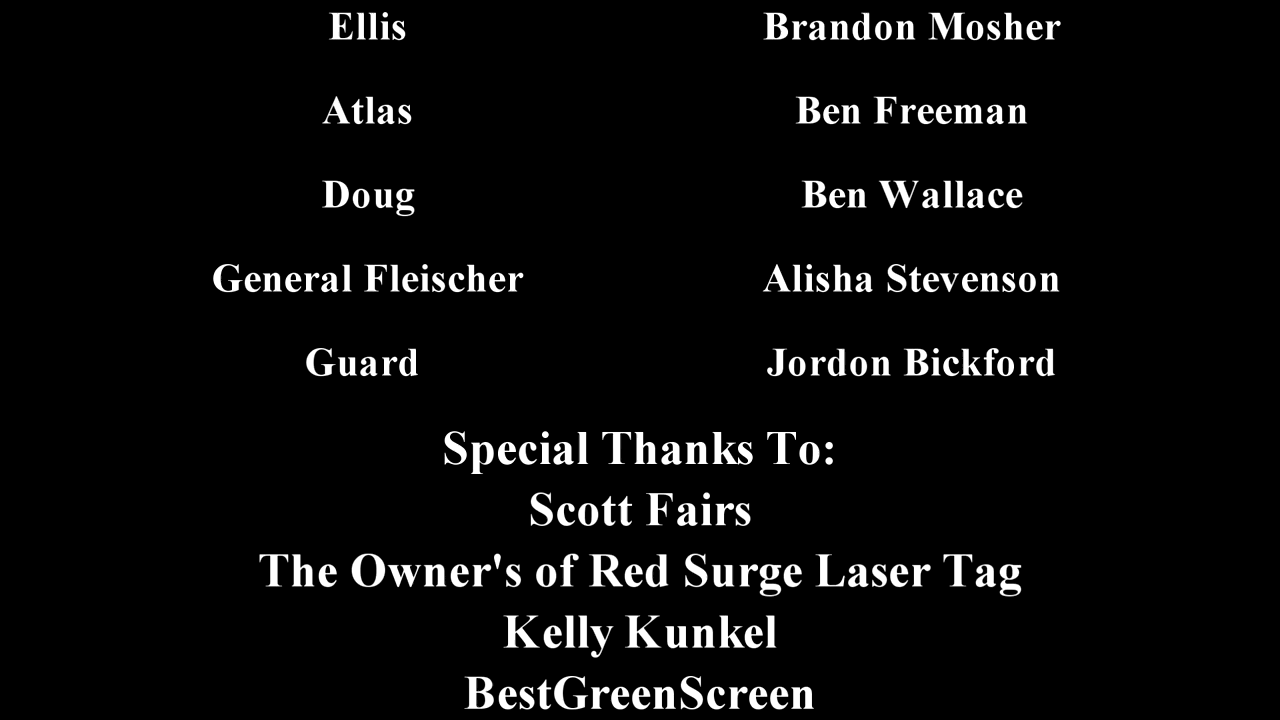 Ellis Brandon Mosher
Atlas Ben Freeman
Doug Ben Wallace
General Fleischer Alisha Stevenson
Guard Jordon Bickford
Special Thanks To:
Scott Fairs
The Owner's of Red Surge Laser Tag
Kelly Kunkel
BestGreenScreen